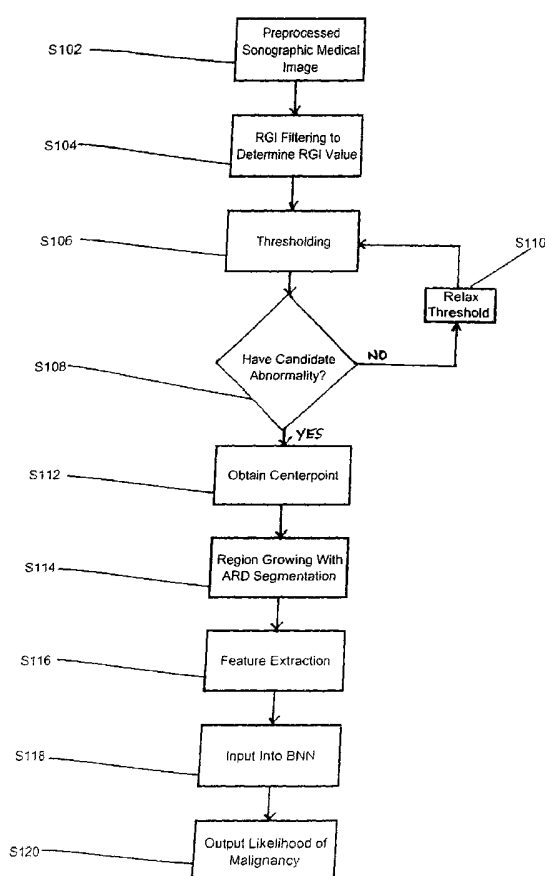 S102
Preprocessed
Sonographic Medical
Image
S104
RGI Filtering to
Determine RGI Value
S106
Thresholding
S110
Relax
Threshold
S108
Have Candidate
Abnormality?
NO
YES
S112
Obtain Centerpoint
S114
Region Growing With
ARD Segmentation
S116
Feature Extraction
S118
Input Into BNN
S120
Output Likelihood of
Malignancy